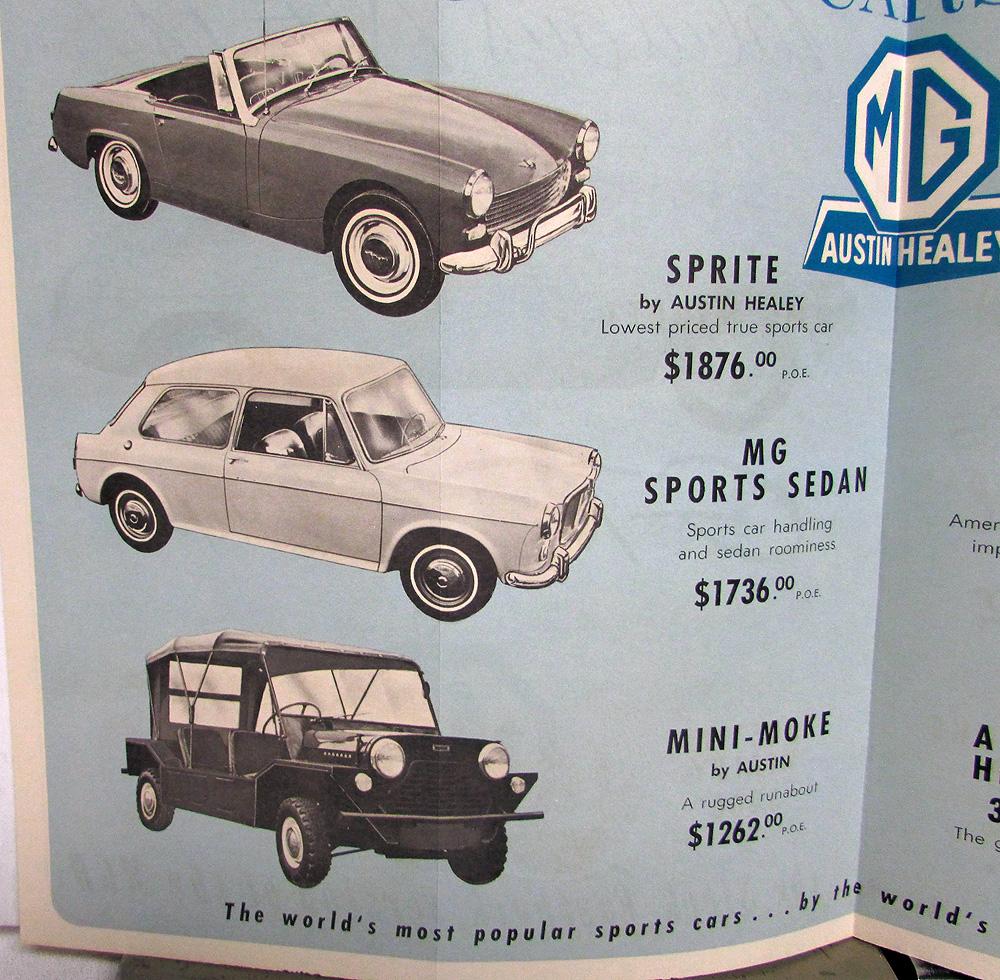 CARS
MG
AUSTIN HEALEY
SPRITE
by AUSTIN HEALEY
Lowest priced true sports car
$1876.00 P.O.E.
MG
SPORTS SEDAN
Sports car handling
and sedan roominess
$1736.00 P.O.E.
Amer
imp
MINI-MOKE
by AUSTIN
A rugged runabout
$1262.00 P.O.E.
A
H
3
The g
The world's most popular sports cars...by the world's